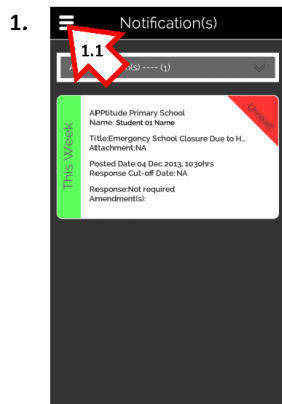 1.
Notification(s)
1.1
(s) ---- (1)
This Week
Unread!
AIPPtitude Primary School
Name: Student 01 Name
Title:Emergency School Closure Due to H...
Attachment:NA
Posted Date:04 Dec 2013, 1030hrs
Response Cut-off Date: NA
Response:Not required
Amendment(s):